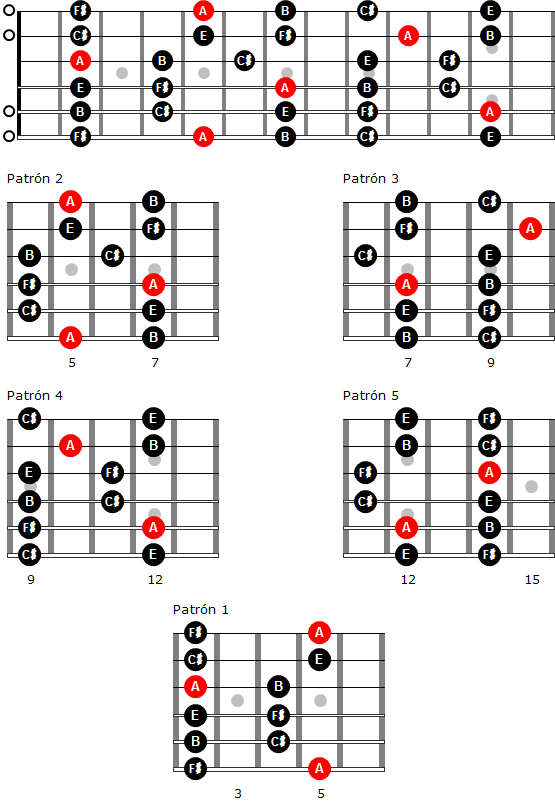 F♯ A B C♯ E
C♯ E F♯ A B
A B C♯ E F♯
E F♯ A B C♯
B C♯ E F♯ A
F♯ A B C♯ E
Patrón 2
A B
E F♯
B C♯
F♯ A
C♯ E
A B
5 7
Patrón 3
B C♯
F♯ A
C♯ E
A B
E F♯
B C♯
7 9
Patrón 4
C♯ E
A B
E F♯
B C♯
F♯ A
C♯ E
9 12
Patrón 5
E F♯
B C♯
F♯ A
C♯ E
A B
E F♯
12 15
Patrón 1
F♯ A
C♯ E
A B
E F♯
B C♯
F♯ A
3 5